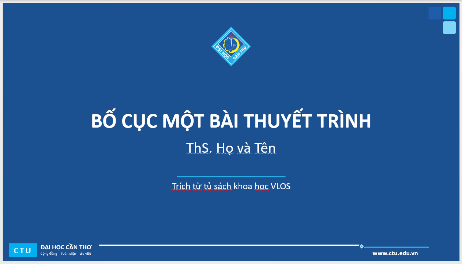 BỐ CỤC MỘT BÀI THUYẾT TRÌNH
ThS. Họ và Tên
Trích từ tủ sách khoa học VLOS
CTU
ĐẠI HỌC CẦN THƠ
www.ctu.edu.vn